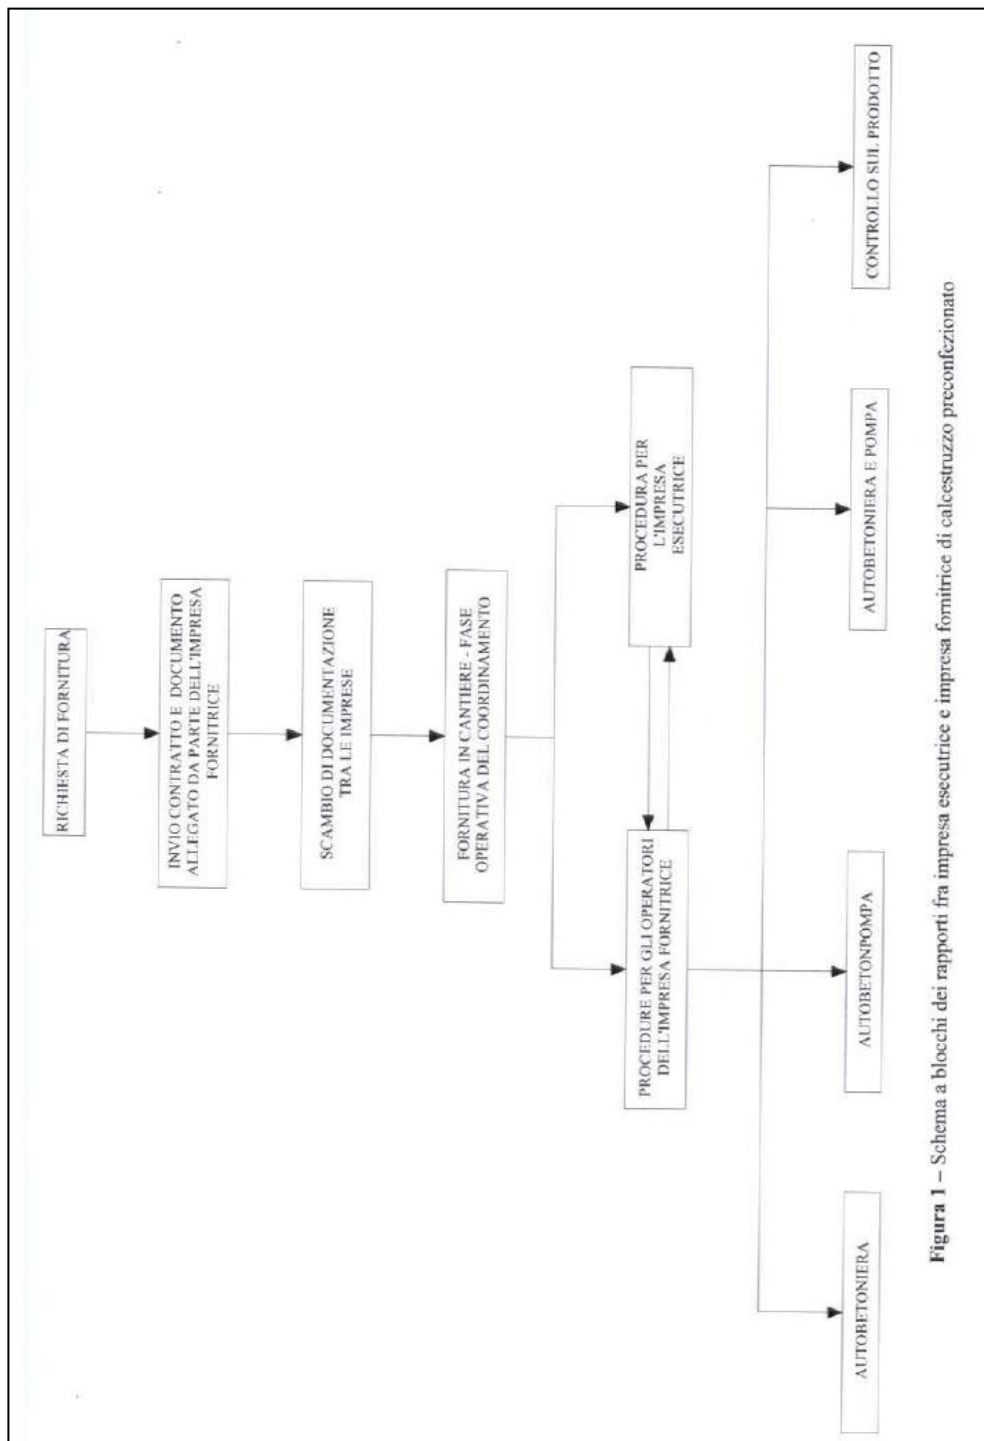 RICHIESTA DI FORNITURA
INVIO CONTRATTO E DOCUMENTO
ALLEGATO DA PARTE DELL'IMPRESA
FORNITRICE
SCAMBIO DI DOCUMENTAZIONE
TRA LE IMPRESE
FORNITURA IN CANTIERE - FASE
OPERATIVA DEL COORDINAMENTO
PROCEDURE PER GLI OPERATORI
DELL'IMPRESA FORNITRICE
PROCEDURA PER
L'IMPRESA
ESECUTRICE
AUTOBETONIERA
AUTOBETONPOMPA
AUTOBETONIERA E POMPA
CONTROLLO SUL PRODOTTO
Figura 1 – Schema a blocchi dei rapporti fra impresa esecutrice e impresa fornitrice di calcestruzzo preconfezionato